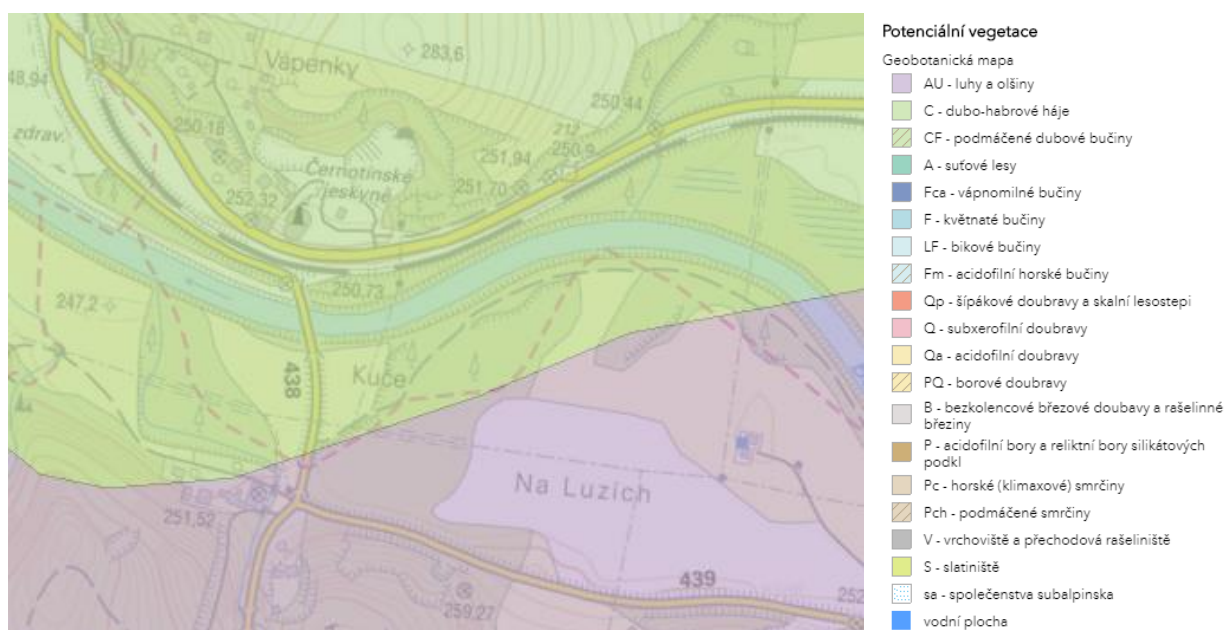 Vápenky
283,6
48,94
zdrav.
250,18
250,44
212
250,9
251,94
251,70
Černotínské
jeskyně
252,32
250,73
247,2
438
Kuče
Na Luzích
251,52
439
259,27
252
Potenciální vegetace
Geobotanická mapa
AU - luhy a olšiny
C - dubo-habrové háje
CF - podmáčené dubové bučiny
A - suťové lesy
Fca - vápnomilné bučiny
F - květnaté bučiny
LF - bikové bučiny
Fm - acidofilní horské bučiny
Qp - šípákové doubravy a skalní lesostepi
Q - subxerofilní doubravy
Qa - acidofilní doubravy
PQ - borové doubravy
B - bezkolencové březové doubavy a rašelinné
březiny
P - acidofilní bory a reliktní bory silikátových
podkl
Pc - horské (klimaxové) smrčiny
Pch - podmáčené smrčiny
V - vrchoviště a přechodová rašeliniště
S - slatiniště
sa - společenstva subalpinska
vodní plocha